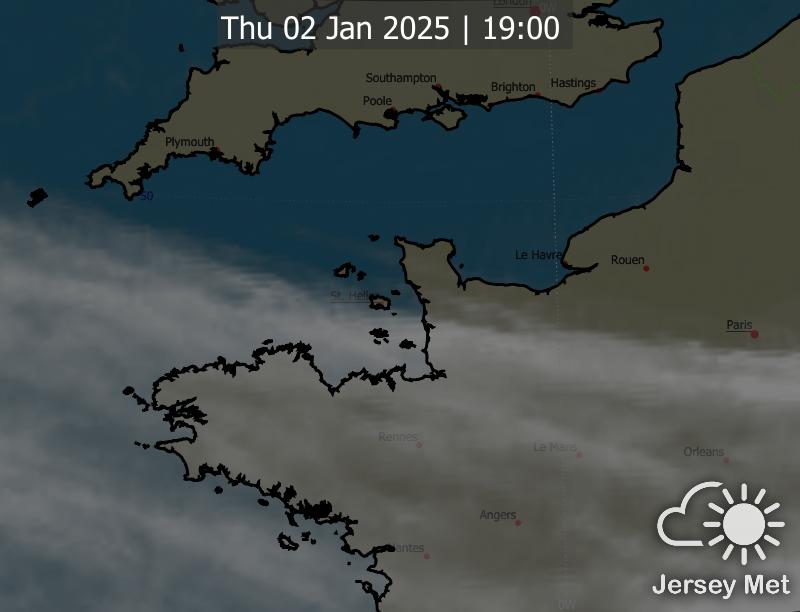 London
0W
Thu 02 Jan 2025 | 19:00
Southampton
Brighton
Hastings
Poole
Plymouth
50
Le Havre
Rouen
St. Helier
Paris
Rennes
Le Mans
Orleans
Angers
Nantes
0W
Jersey Met